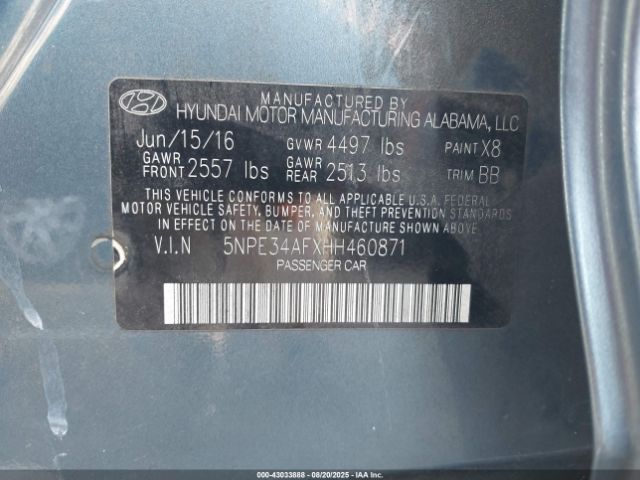 MANUFACTURED BY
HYUNDAI MOTOR MANUFACTURING ALABAMA, LLC
Jun/15/16 GVWR 4497 lbs PAINT X8
GAWR FRONT 2557 lbs GAWR REAR 2513 lbs TRIM BB
THIS VEHICLE CONFORMS TO ALL APPLICABLE U.S.A. FEDERAL
MOTOR VEHICLE SAFETY, BUMPER, AND THEFT PREVENTION STANDARDS
IN EFFECT ON THE DATE OF MANUFACTURE SHOWN ABOVE.
V.I.N 5NPE34AFXHH460871
PASSENGER CAR
000-43033888 - 08/20/2025 - IAA Inc.